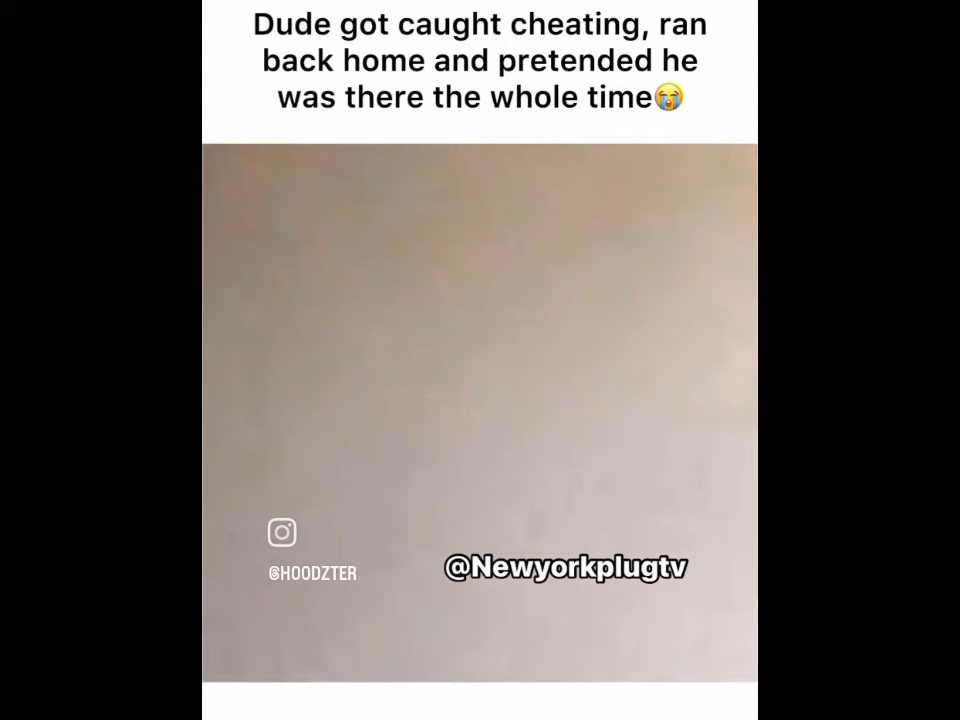 Dude got caught cheating, ran
back home and pretended he
was there the whole time😭
@HOODZTER
@Newyorkplugtv